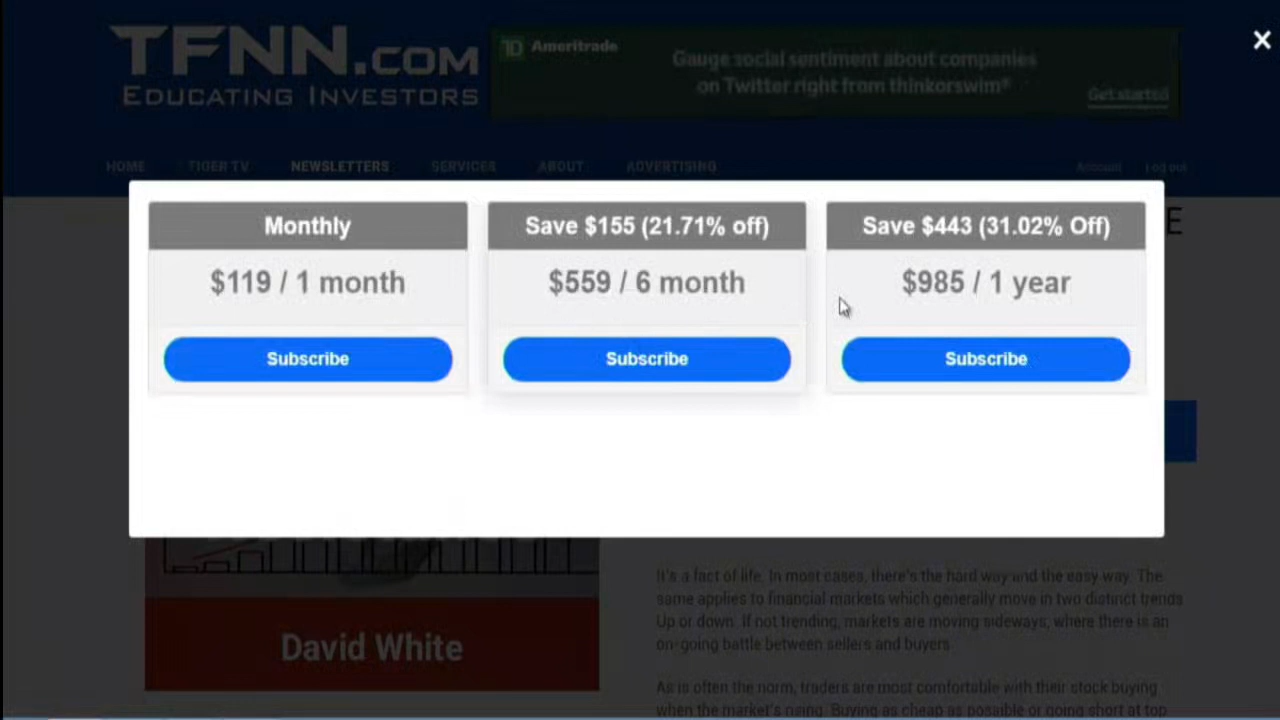 TFNN.COM
EDUCATING INVESTORS
Ameritrade
Gauge social sentiment about companies
on Twitter right from thinkorswim®
Get started
HOME TIGER TV NEWSLETTERS SERVICES ABOUT ADVERTISING Account Log out
E
Monthly
$119 / 1 month
Subscribe
Save $155 (21.71% off)
$559 / 6 month
Subscribe
Save $443 (31.02% Off)
$985 / 1 year
Subscribe
David White
It's a fact of life. In most cases, there's the hard way and the easy way. The
same applies to financial markets which generally move in two distinct trends
Up or down. If not trending, markets are moving sideways, where there is an
on-going battle between sellers and buyers
As is often the norm, traders are most comfortable with their stock buying
when the market's rising. Buying as cheap as possible or going short at top